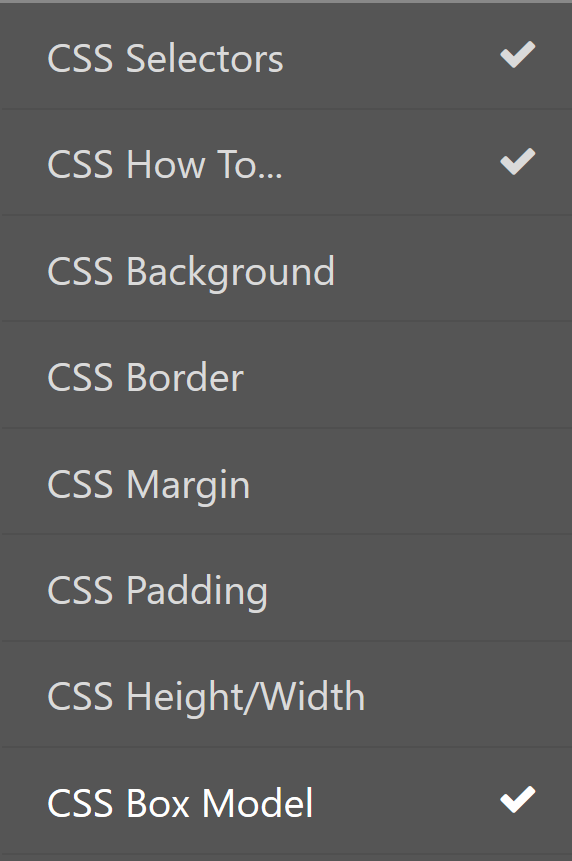 CSS Selectors
CSS How To...
CSS Background
CSS Border
CSS Margin
CSS Padding
CSS Height/Width
CSS Box Model